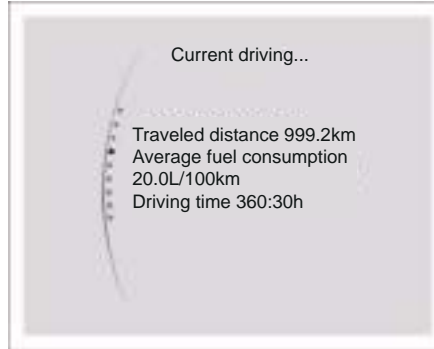 Current driving...
Traveled distance 999.2km
Average fuel consumption
20.0L/100km
Driving time 360:30h